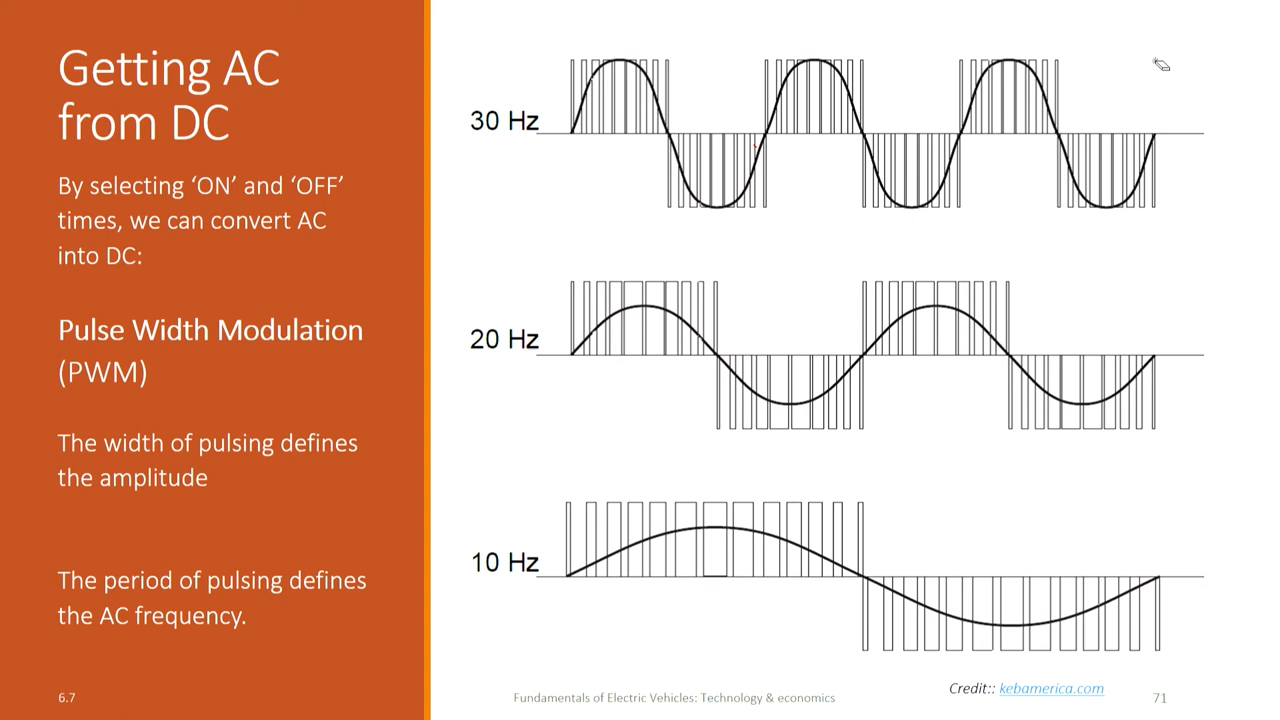 Getting AC
from DC
By selecting ‘ON’ and ‘OFF’
times, we can convert AC
into DC:
Pulse Width Modulation
(PWM)
The width of pulsing defines
the amplitude
The period of pulsing defines
the AC frequency.
30 Hz
20 Hz
10 Hz
Credit:: kebamerica.com
6.7
Fundamentals of Electric Vehicles: Technology & economics
71